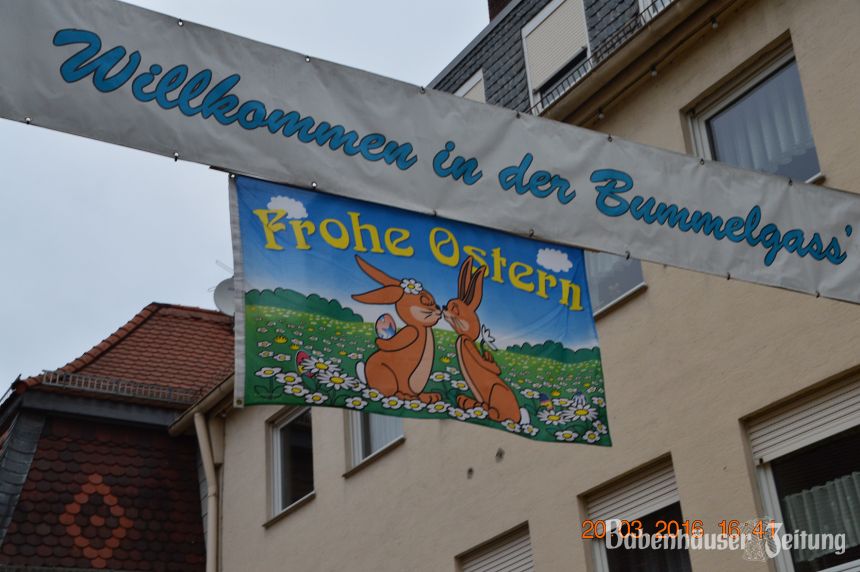 Willkommen in der Bummelgass'
Frohe Ostern
20 03 2016 16:47
Babenhäuser Zeitung